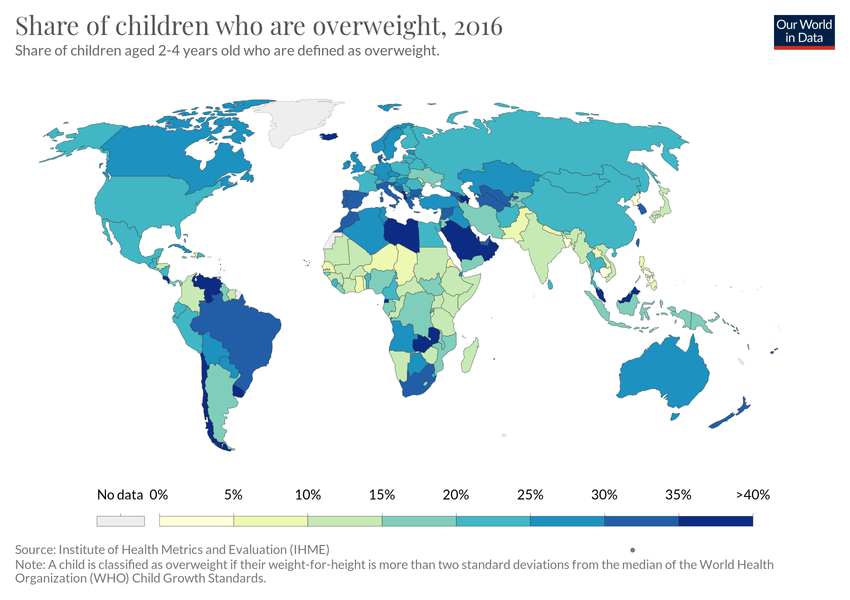 Share of children who are overweight, 2016
Share of children aged 2-4 years old who are defined as overweight.
Our World
in Data
No data 0% 5% 10% 15% 20% 25% 30% 35% >40%
Source: Institute of Health Metrics and Evaluation (IHME)
Note: A child is classified as overweight if their weight-for-height is more than two standard deviations from the median of the World Health
Organization (WHO) Child Growth Standards.